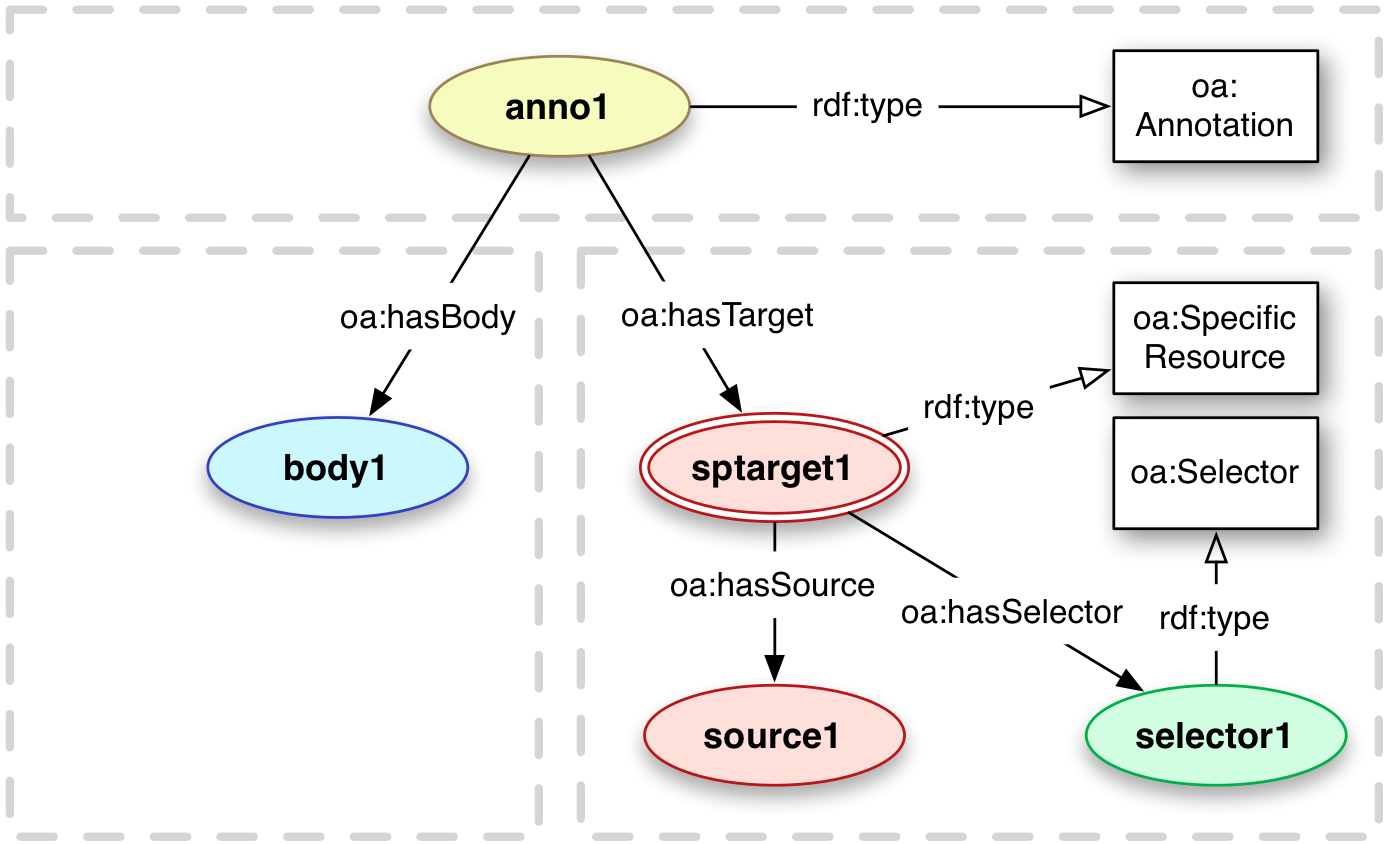 anno1
rdf:type
oa:
Annotation
oa:hasBody
oa:hasTarget
oa:Specific
Resource
rdf:type
body1
sptarget1
oa:Selector
oa:hasSource
oa:hasSelector
rdf:type
source1
selector1